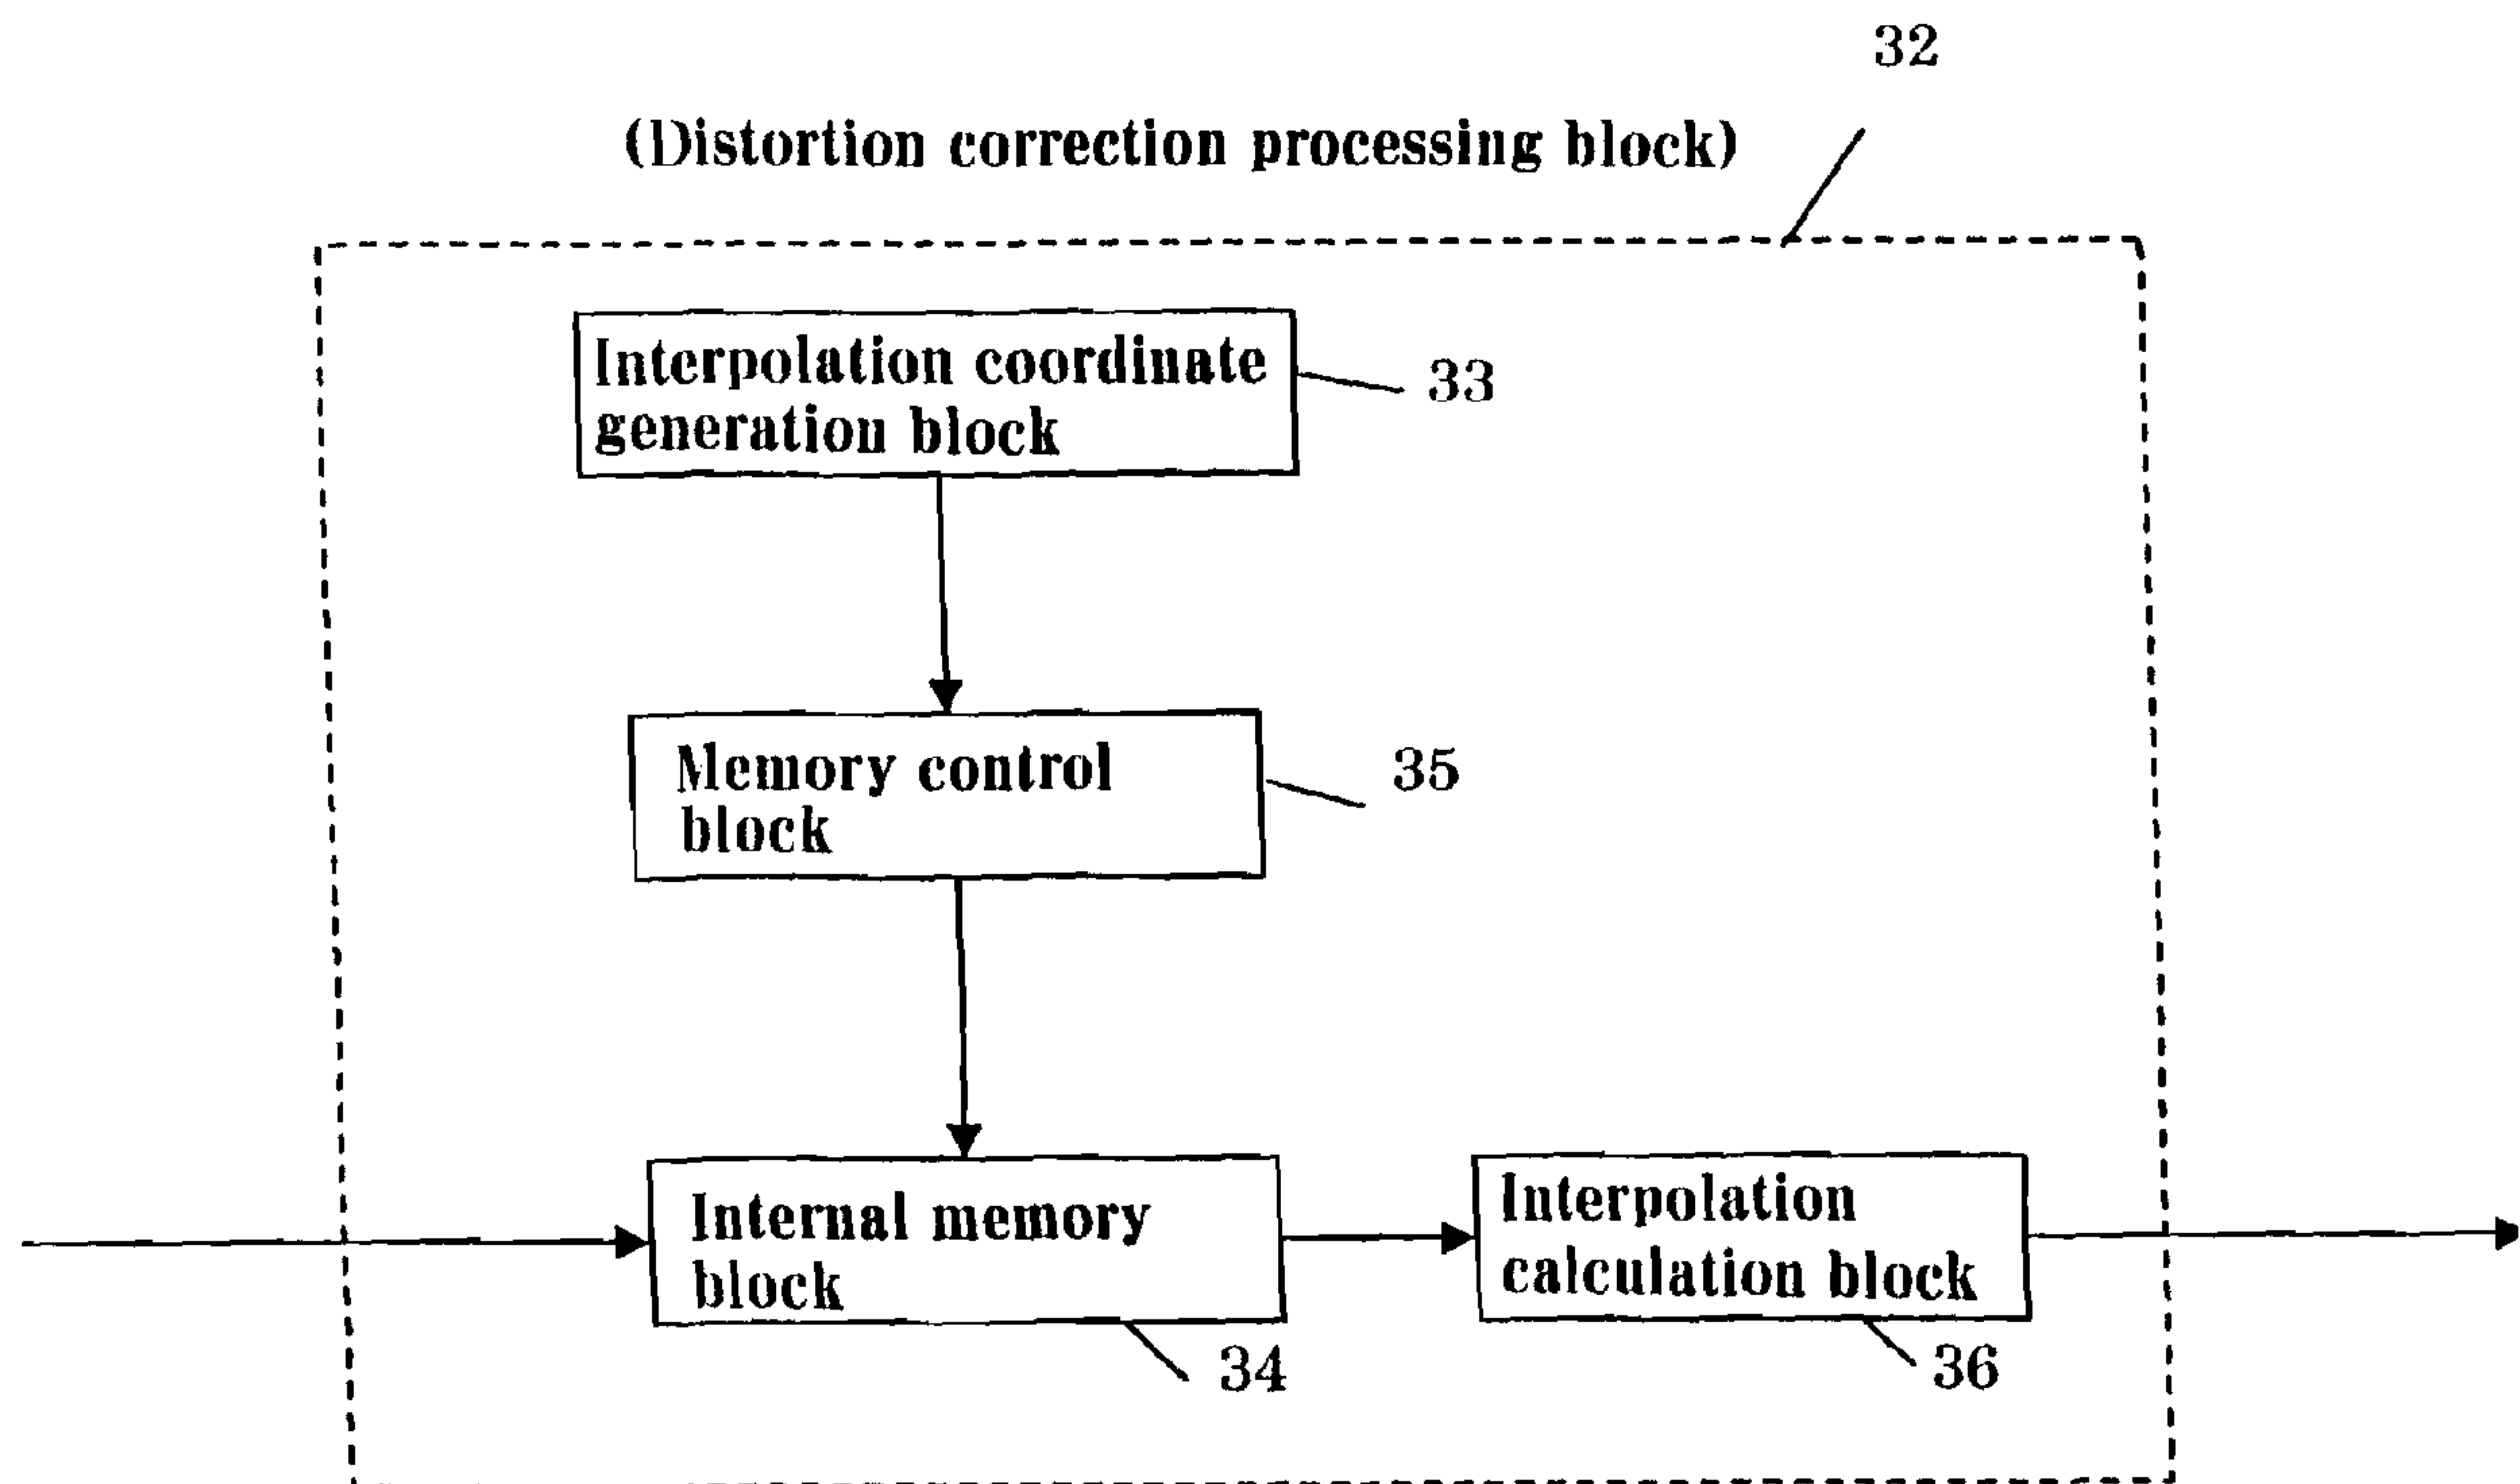 32
(Distortion correction processing block)
Interpolation coordinate
generation block
33
Memory control
block
35
Internal memory
block
34
Interpolation
calculation block
36